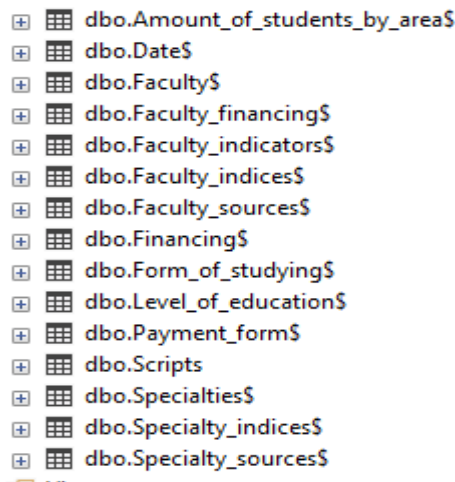 dbo.Amount_of_students_by_area$
dbo.Date$
dbo.Faculty$
dbo.Faculty_financing$
dbo.Faculty_indicators$
dbo.Faculty_indices$
dbo.Faculty_sources$
dbo.Financing$
dbo.Form_of_studying$
dbo.Level_of_education$
dbo.Payment_form$
dbo.Scripts
dbo.Specialties$
dbo.Specialty_indices$
dbo.Specialty_sources$